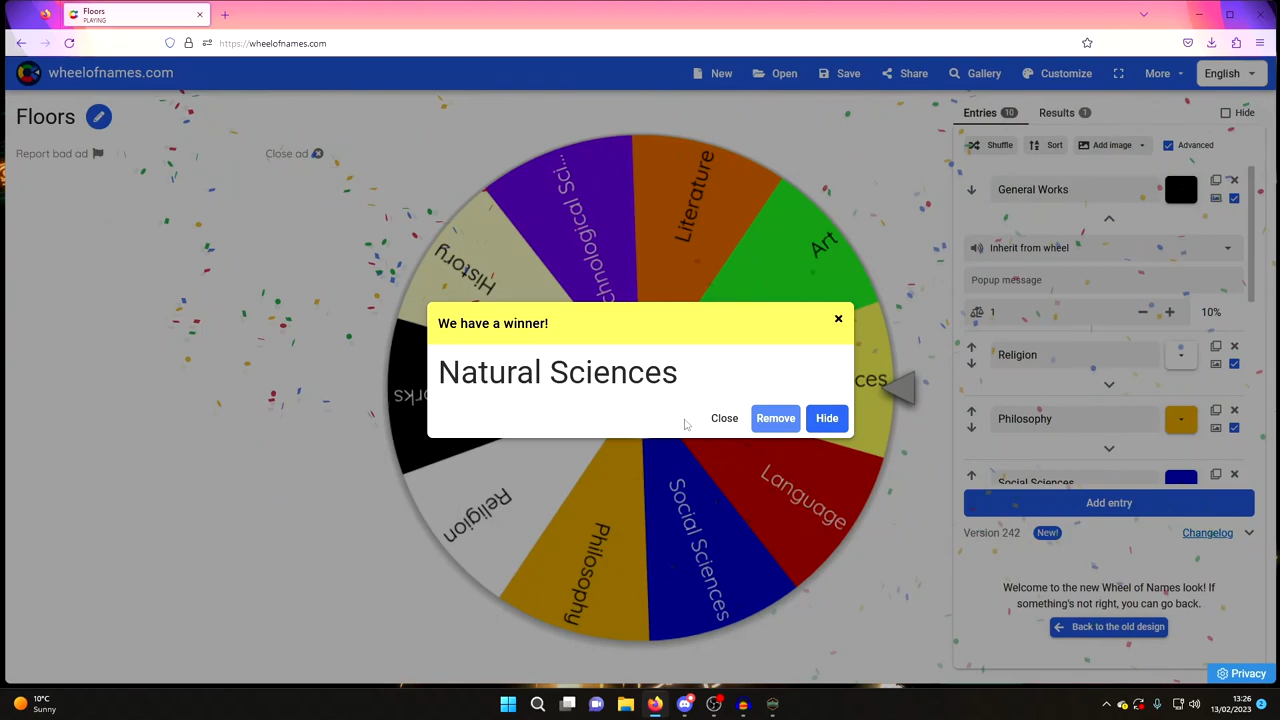 Floors
PLAYING
https://wheelofnames.com
wheelofnames.com
New
Open
Save
Share
Gallery
Customize
More
English
Floors
Report bad ad
Close ad
Entries 10
Results 1
Hide
Shuffle
Sort
Add image
Advanced
General Works
Inherit from wheel
Popup message
1
10%
Religion
Philosophy
Social Sciences
Add entry
Version 242
New!
Changelog
Welcome to the new Wheel of Names look! If
something's not right, you can go back.
Back to the old design
Privacy
chnological Sci...
Literature
Art
History
orks
ces
Religion
Philosophy
Social Sciences
Language
We have a winner!
Natural Sciences
Close
Remove
Hide
10°C
Sunny
13:26
13/02/2023
2